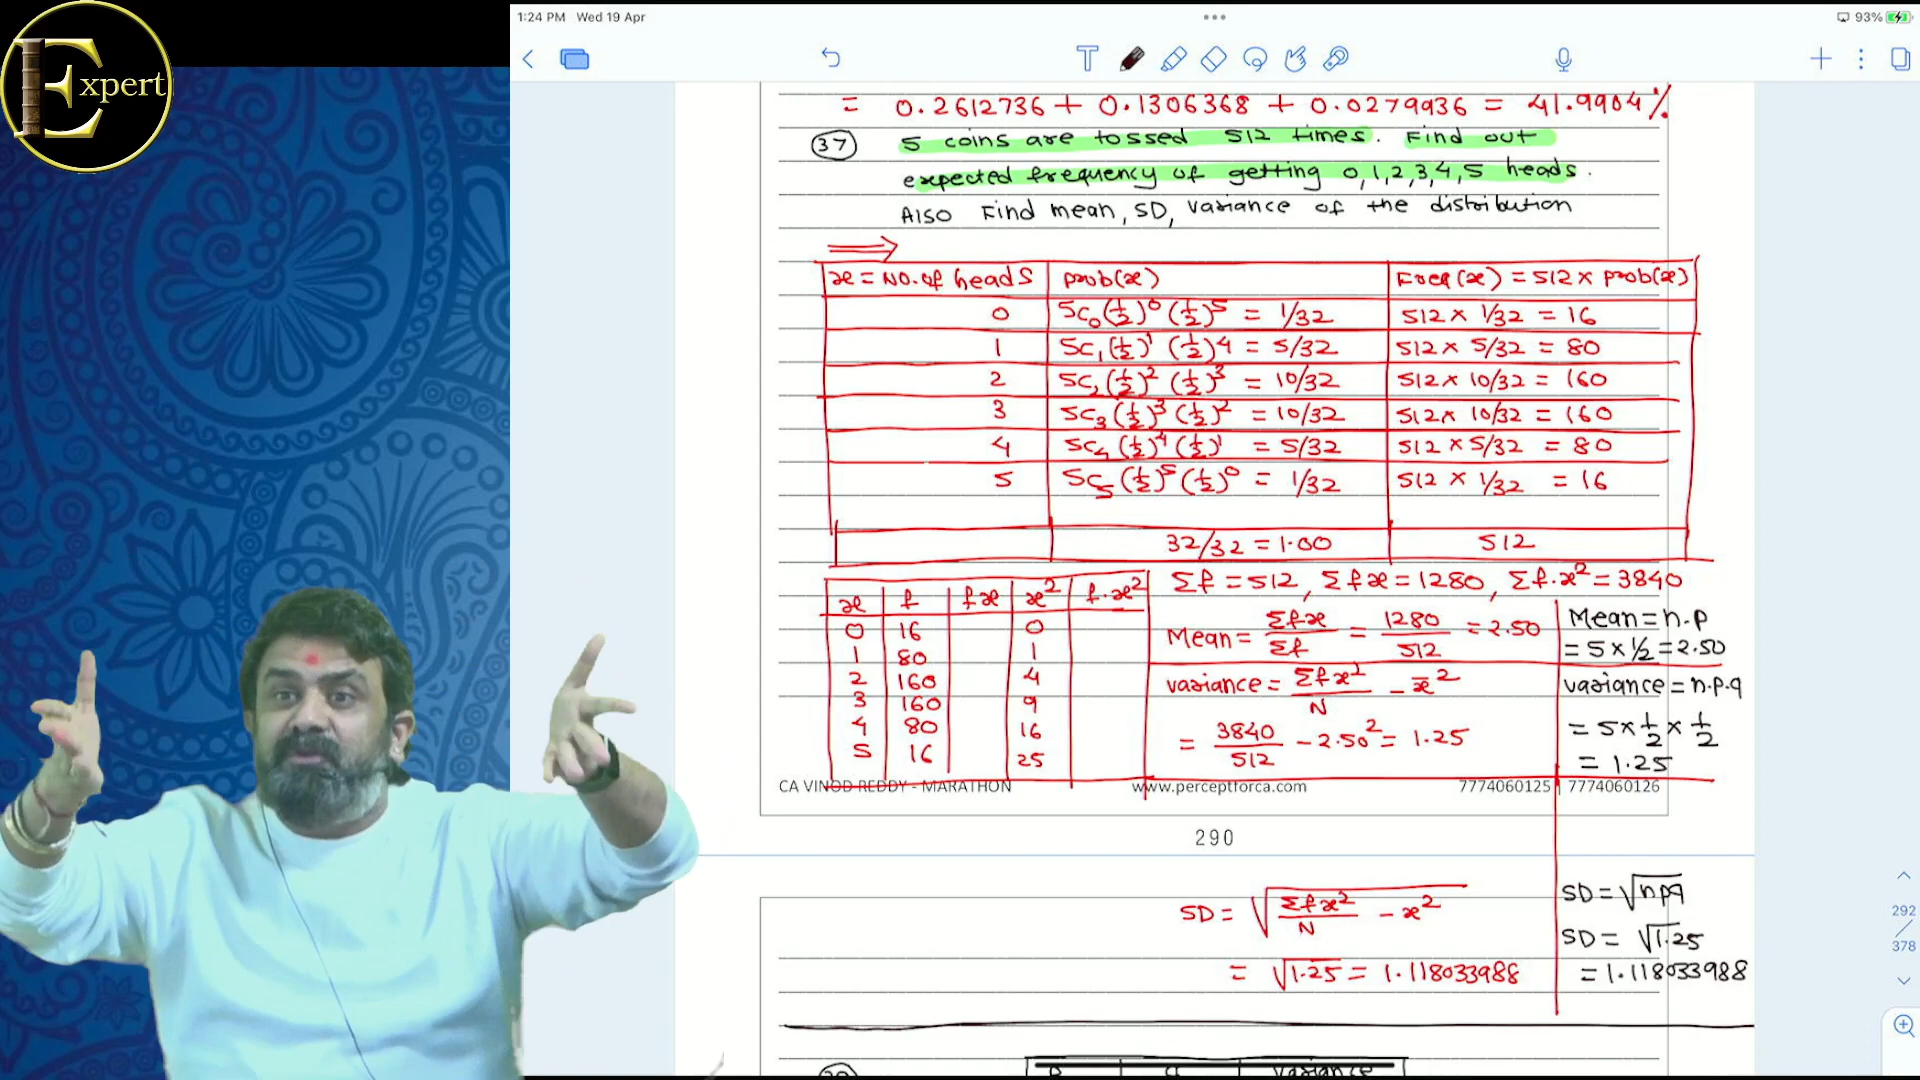 Expert
1:24 PM Wed 19 Apr
93%
= 0.2612736 + 0.1306368 + 0.0279936 = 41.9904%
37 5 coins are tossed 512 times. Find out
expected frequency of getting 0,1,2,3,4,5 heads.
Also Find mean, SD, variance of the distribution
x = No. of heads Prob(x) Freq(x) = 512 × prob(x)
0 5C₀(½)⁰ (½)⁵ = 1/32 512 × 1/32 = 16
1 5C₁(½)¹ (½)⁴ = 5/32 512 × 5/32 = 80
2 5C₂(½)² (½)³ = 10/32 512 × 10/32 = 160
3 5C₃(½)³ (½)² = 10/32 512 × 10/32 = 160
4 5C₄(½)⁴ (½)¹ = 5/32 512 × 5/32 = 80
5 5C₅(½)⁵ (½)⁰ = 1/32 512 × 1/32 = 16
32/32 = 1.00 512
Σf = 512, Σfx = 1280, Σf.x² = 3840
x f fx x² f.x²
0 16 0
1 80 1
2 160 4
3 160 9
4 80 16
5 16 25
Mean = Σfx/Σf = 1280/512 = 2.50
variance = Σfx²/N - x̄²
= 3840/512 - 2.50² = 1.25
Mean = n.p
= 5 × ½ = 2.50
variance = n.p.q
= 5 × ½ × ½
= 1.25
CA VINOD REDDY - MARATHON www.perceptforca.com 7774060125 | 7774060126
290
SD = √(Σfx²/N - x²)
= √1.25 = 1.118033988
SD = √npq
SD = √1.25
= 1.118033988
292
378
variance